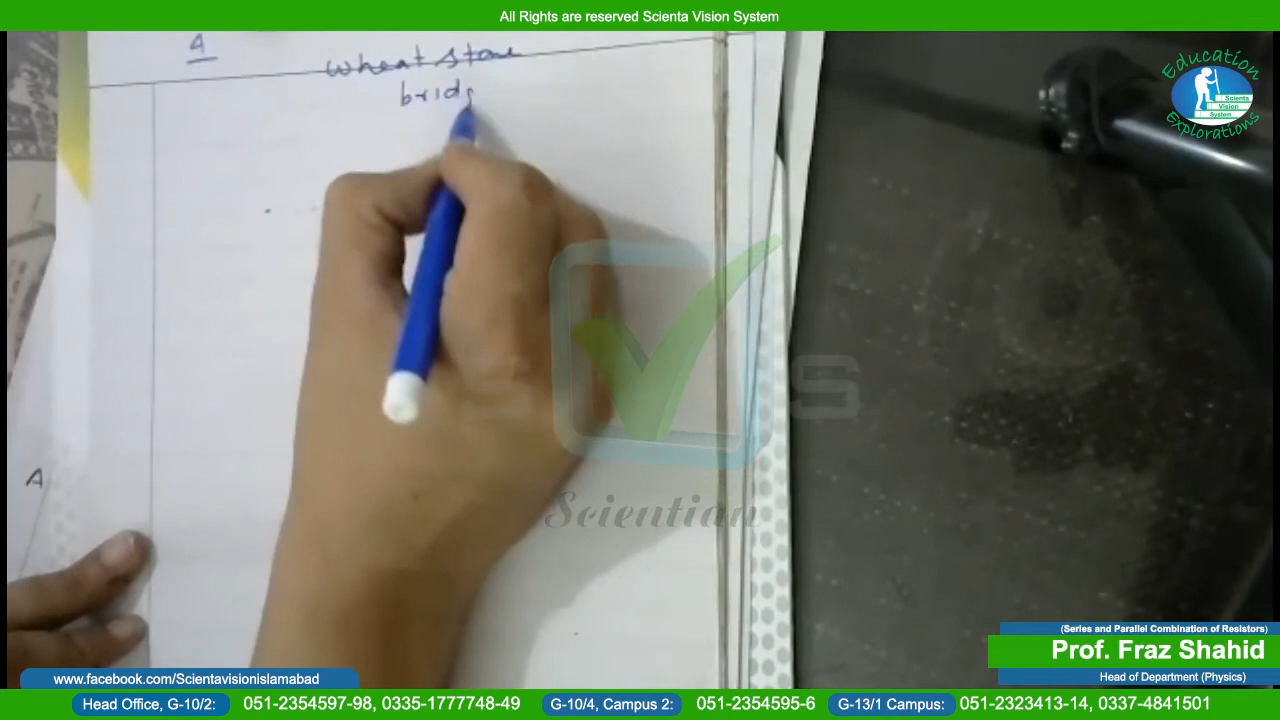 All Rights are reserved Scienta Vision System
4
Wheat stone
bridg
Education
Scienta
Vision
System
Explorations
S S
Scientian
A
(Series and Parallel Combination of Resistors)
Prof. Fraz Shahid
Head of Department (Physics)
www.facebook.com/Scientavisionislamabad
Head Office, G-10/2: 051-2354597-98, 0335-1777748-49 G-10/4, Campus 2: 051-2354595-6 G-13/1 Campus: 051-2323413-14, 0337-4841501